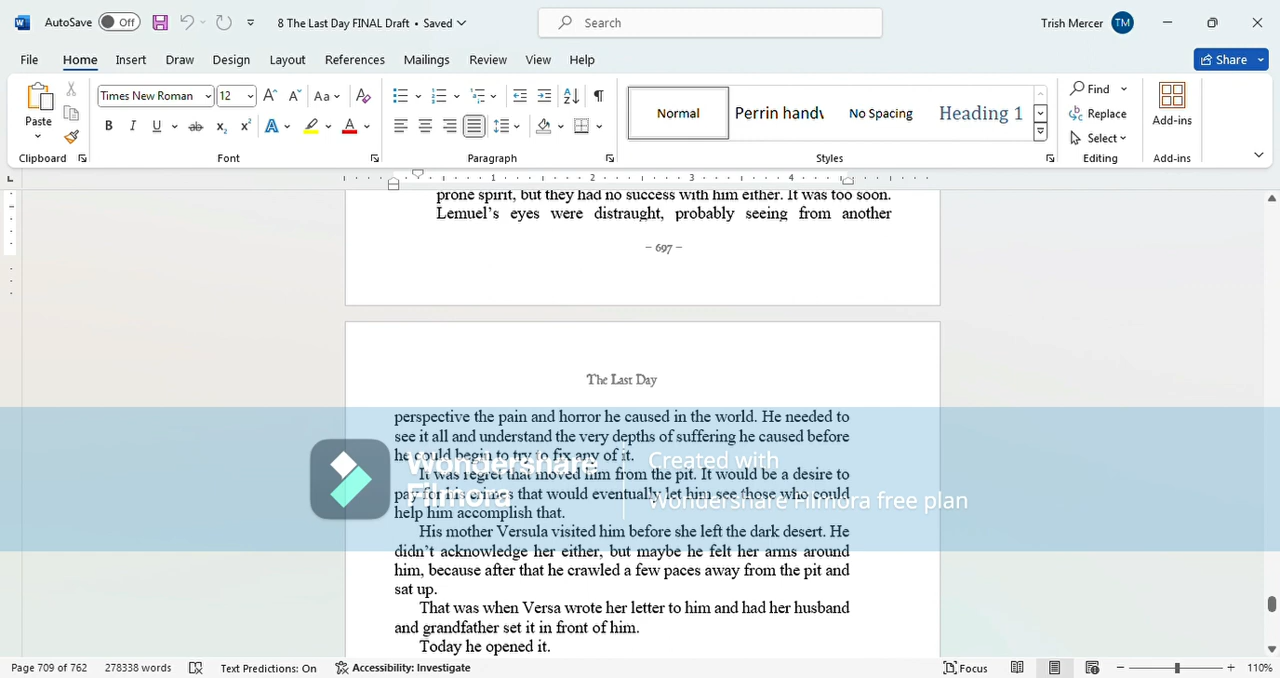 AutoSave Off 8 The Last Day FINAL Draft • Saved Search Trish Mercer TM
File Home Insert Draw Design Layout References Mailings Review View Help Share
Paste Times New Roman 12 A A Aa A Normal Perrin handw No Spacing Heading 1 Find Replace Select Add-ins
B I U ab x₂ x² A A
Clipboard Font Paragraph Styles Editing Add-ins
1 2 3 4
prone spirit, but they had no success with him either. It was too soon.
Lemuel's eyes were distraught, probably seeing from another
– 697 –
The Last Day
perspective the pain and horror he caused in the world. He needed to
see it all and understand the very depths of suffering he caused before
he could begin to try to fix any of it.
It was regret that moved him from the pit. It would be a desire to
pay for his crimes that would eventually let him see those who could
help him accomplish that.
Wondershare
Filmora
Created with
Wondershare Filmora free plan
His mother Versula visited him before she left the dark desert. He
didn't acknowledge her either, but maybe he felt her arms around
him, because after that he crawled a few paces away from the pit and
sat up.
That was when Versa wrote her letter to him and had her husband
and grandfather set it in front of him.
Today he opened it.
Page 709 of 762 278338 words Text Predictions: On Accessibility: Investigate Focus 110%